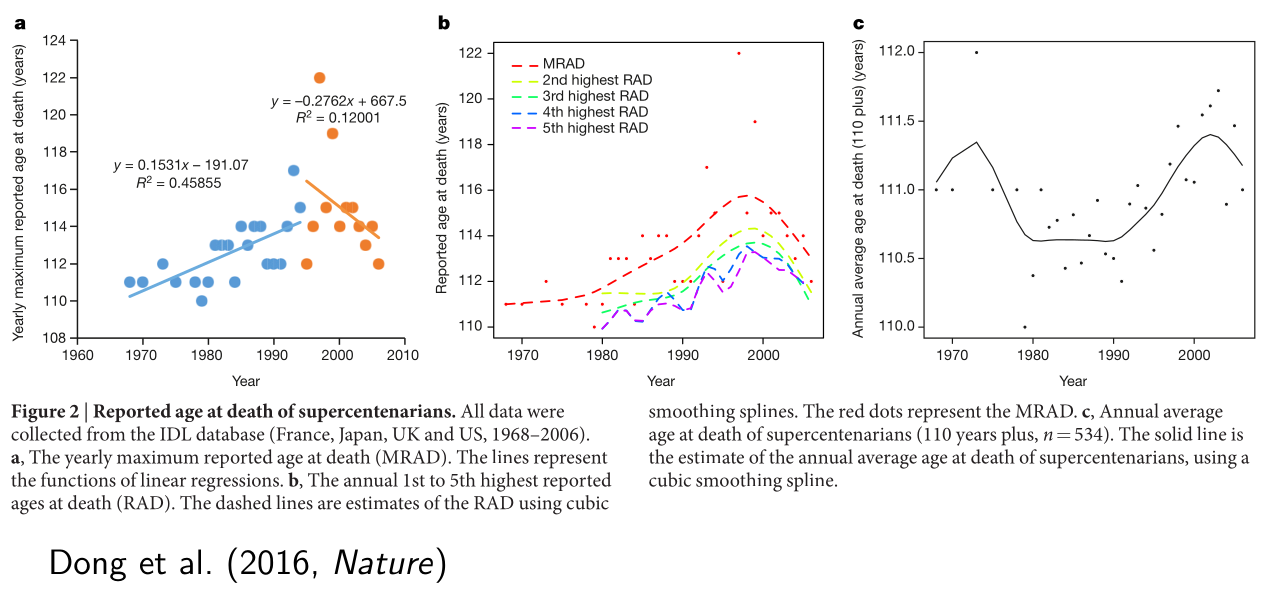 a
Yearly maximum reported age at death (years)
124
122
120
118
116
114
112
110
108
1960
1970
1980
1990
2000
2010
Year
y = 0.1531x – 191.07
R² = 0.45855
y = –0.2762x + 667.5
R² = 0.12001
b
Reported age at death (years)
122
120
118
116
114
112
110
1970
1980
1990
2000
Year
MRAD
2nd highest RAD
3rd highest RAD
4th highest RAD
5th highest RAD
c
Annual average age at death (110 plus) (years)
112.0
111.5
111.0
110.5
110.0
1970
1980
1990
2000
Year
Figure 2 | Reported age at death of supercentenarians. All data were
collected from the IDL database (France, Japan, UK and US, 1968–2006).
a, The yearly maximum reported age at death (MRAD). The lines represent
the functions of linear regressions. b, The annual 1st to 5th highest reported
ages at death (RAD). The dashed lines are estimates of the RAD using cubic
smoothing splines. The red dots represent the MRAD. c, Annual average
age at death of supercentenarians (110 years plus, n = 534). The solid line is
the estimate of the annual average age at death of supercentenarians, using a
cubic smoothing spline.
Dong et al. (2016, Nature)